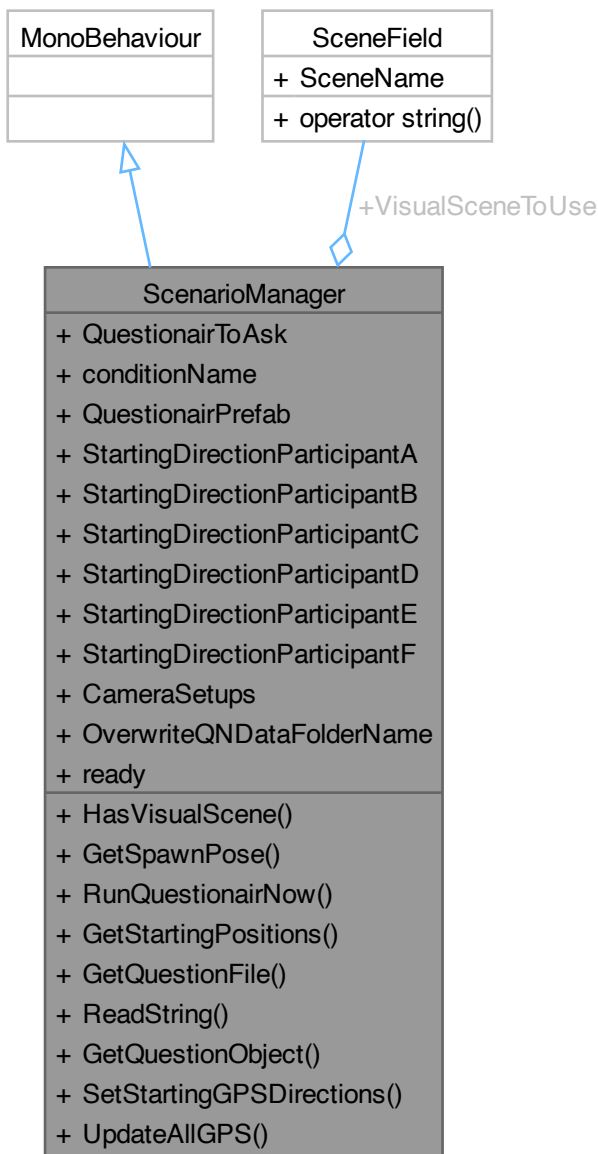 MonoBehaviour
SceneField
+ SceneName
+ operator string()
+VisualSceneToUse
ScenarioManager
+ QuestionairToAsk
+ conditionName
+ QuestionairPrefab
+ StartingDirectionParticipantA
+ StartingDirectionParticipantB
+ StartingDirectionParticipantC
+ StartingDirectionParticipantD
+ StartingDirectionParticipantE
+ StartingDirectionParticipantF
+ CameraSetups
+ OverwriteQNDataFolderName
+ ready
+ HasVisualScene()
+ GetSpawnPose()
+ RunQuestionairNow()
+ GetStartingPositions()
+ GetQuestionFile()
+ ReadString()
+ GetQuestionObject()
+ SetStartingGPSDirections()
+ UpdateAllGPS()